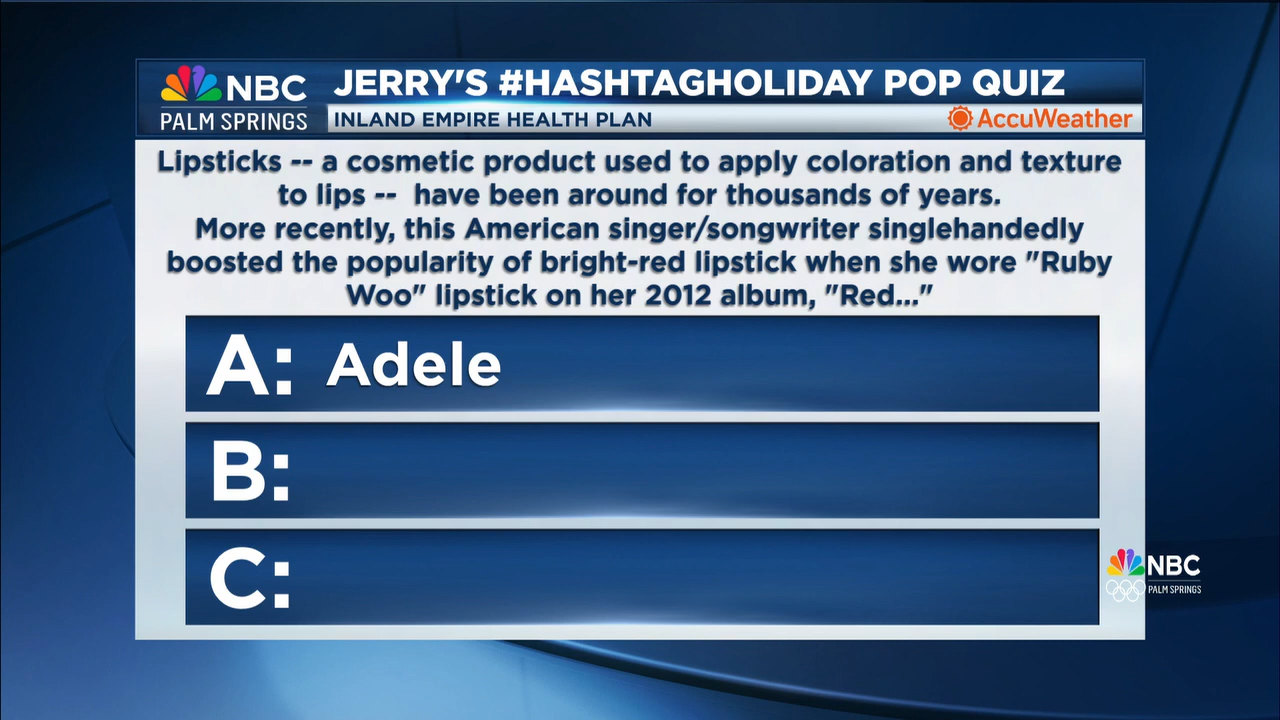 NBC
PALM SPRINGS
JERRY'S #HASHTAGHOLIDAY POP QUIZ
INLAND EMPIRE HEALTH PLAN
AccuWeather
Lipsticks -- a cosmetic product used to apply coloration and texture
to lips -- have been around for thousands of years.
More recently, this American singer/songwriter singlehandedly
boosted the popularity of bright-red lipstick when she wore "Ruby
Woo" lipstick on her 2012 album, "Red..."
A: Adele
B:
C:
NBC
PALM SPRINGS